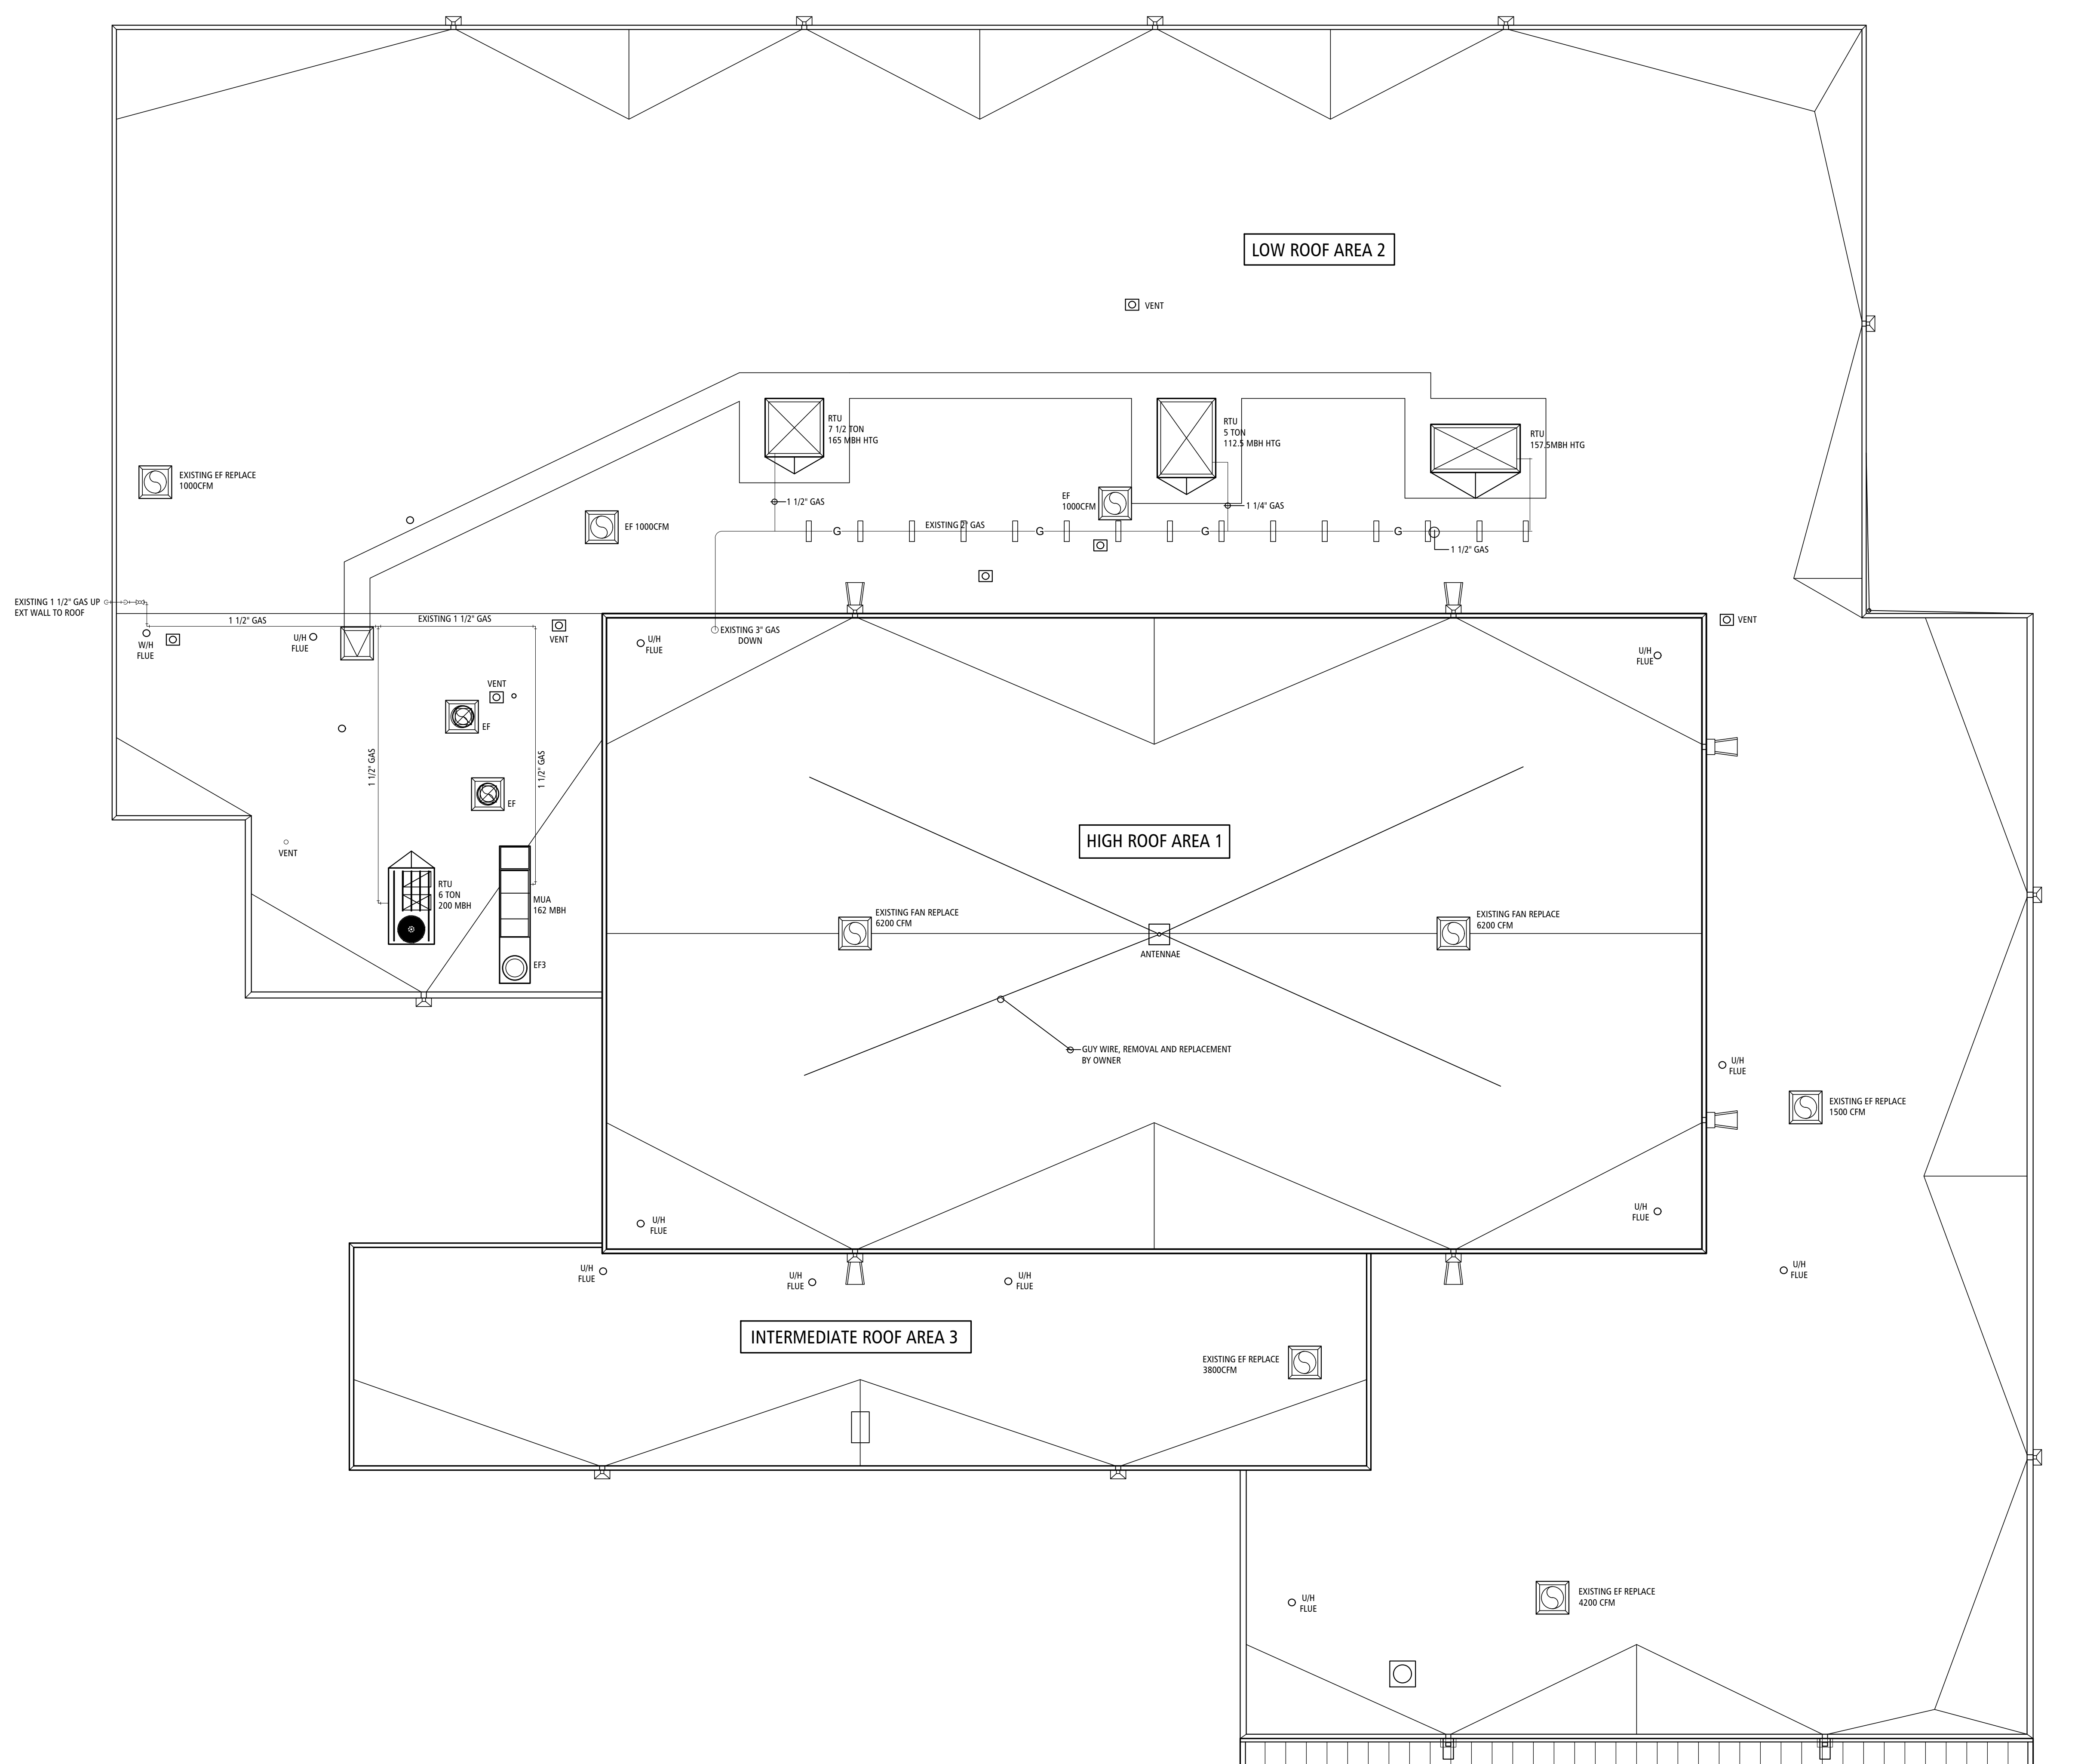 LOW ROOF AREA 2
VENT
RTU
7 1/2 TON
165 MBH HTG
RTU
5 TON
112.5 MBH HTG
RTU
157.5MBH HTG
EXISTING EF REPLACE
1000CFM
EF 1000CFM
1 1/2" GAS
EF
1000CFM
1 1/4" GAS
EXISTING 2" GAS
G
G
G
G
1 1/2" GAS
EXISTING 1 1/2" GAS UP
EXT WALL TO ROOF
1 1/2" GAS
EXISTING 1 1/2" GAS
W/H
FLUE
U/H
FLUE
VENT
U/H
FLUE
EXISTING 3" GAS
DOWN
U/H
FLUE
VENT
VENT
EF
1 1/2" GAS
1 1/2" GAS
EF
VENT
RTU
6 TON
200 MBH
MUA
162 MBH
EF3
HIGH ROOF AREA 1
EXISTING FAN REPLACE
6200 CFM
EXISTING FAN REPLACE
6200 CFM
ANTENNAE
GUY WIRE, REMOVAL AND REPLACEMENT
BY OWNER
U/H
FLUE
EXISTING EF REPLACE
1500 CFM
U/H
FLUE
U/H
FLUE
U/H
FLUE
U/H
FLUE
U/H
FLUE
U/H
FLUE
INTERMEDIATE ROOF AREA 3
EXISTING EF REPLACE
3800CFM
U/H
FLUE
EXISTING EF REPLACE
4200 CFM